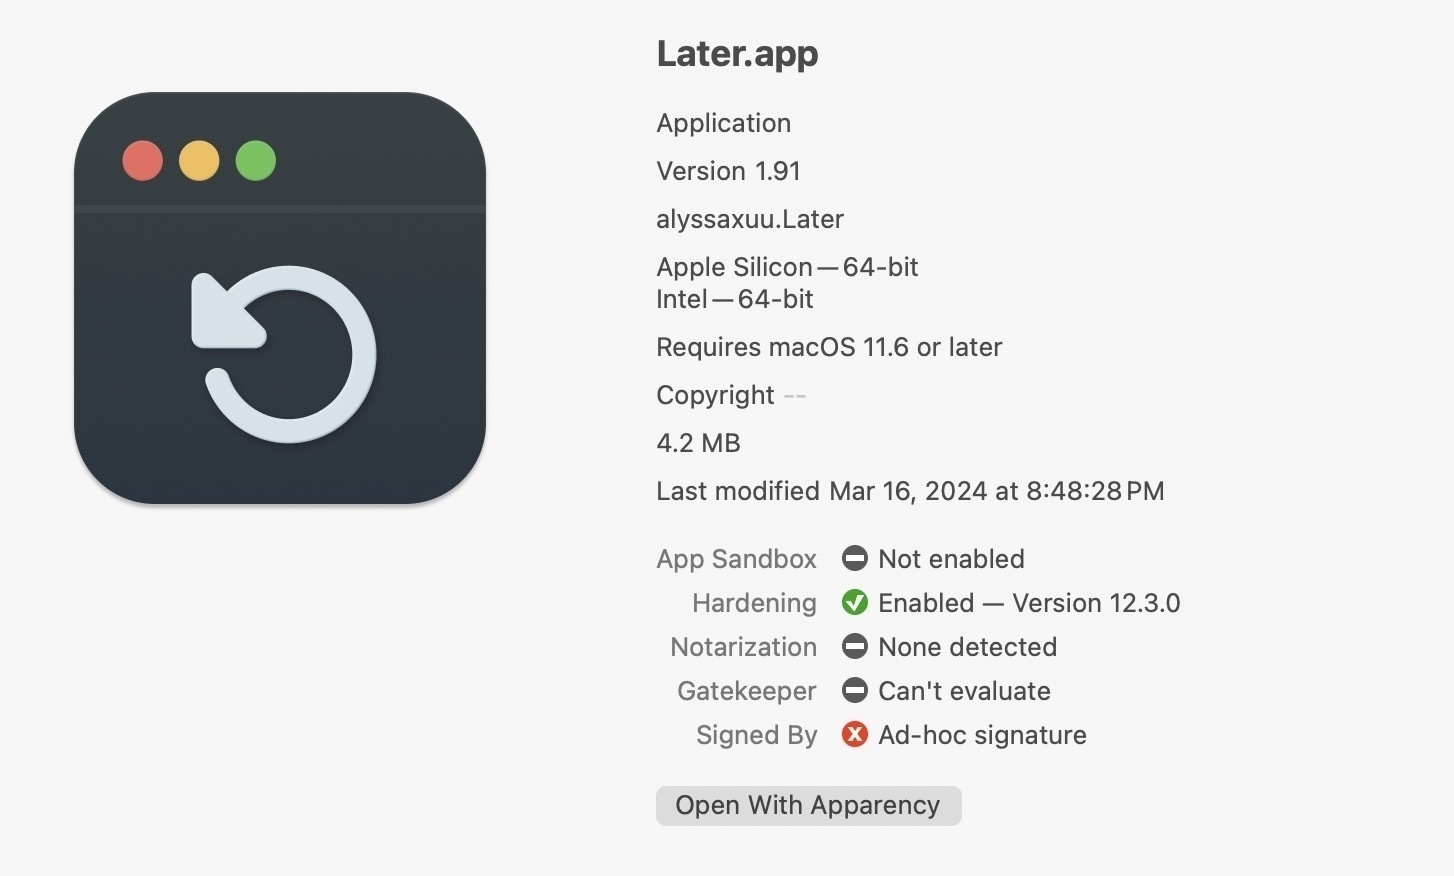 Later.app
Application
Version 1.91
alyssaxuu.Later
Apple Silicon — 64-bit
Intel — 64-bit
Requires macOS 11.6 or later
Copyright --
4.2 MB
Last modified Mar 16, 2024 at 8:48:28 PM
App Sandbox Not enabled
Hardening Enabled — Version 12.3.0
Notarization None detected
Gatekeeper Can't evaluate
Signed By Ad-hoc signature
Open With Apparency